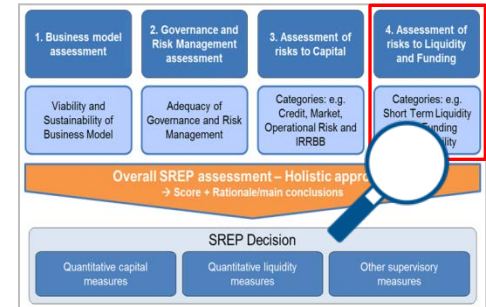 1. Business model
assessment
2. Governance and
Risk Management
assessment
3. Assessment of
risks to Capital
4. Assessment of
risks to Liquidity
and Funding
Viability and
Sustainability of
Business Model
Adequacy of
Governance and Risk
Management
Categories: e.g.
Credit, Market,
Operational Risk and
IRRBB
Categories: e.g.
Short Term Liquidity
Overall SREP assessment – Holistic
→ Score + Rationale/main conclusions
SREP Decision
Quantitative capital
measures
Quantitative liquidity
measures
Other supervisory
measures